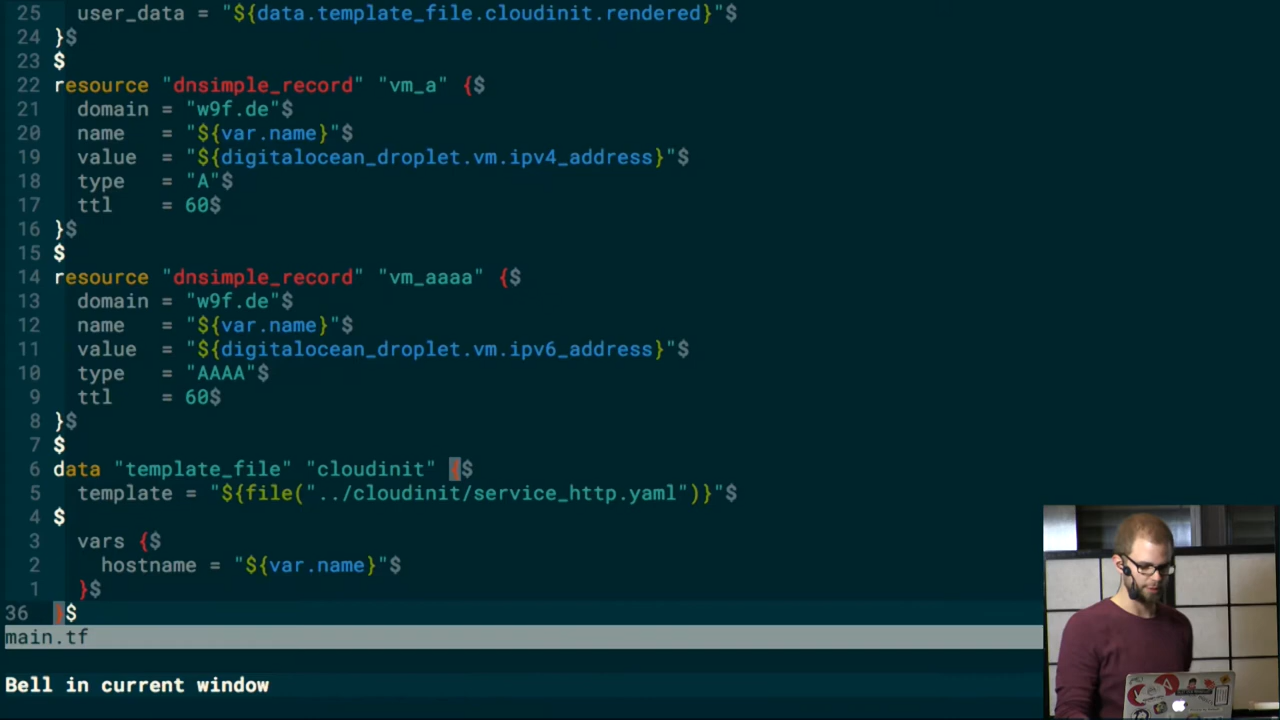 25   user_data = "${data.template_file.cloudinit.rendered}"$
24 }$
23 $
22 resource "dnsimple_record" "vm_a" {$
21   domain = "w9f.de"$
20   name   = "${var.name}"$
19   value  = "${digitalocean_droplet.vm.ipv4_address}"$
18   type   = "A"$
17   ttl    = 60$
16 }$
15 $
14 resource "dnsimple_record" "vm_aaaa" {$
13   domain = "w9f.de"$
12   name   = "${var.name}"$
11   value  = "${digitalocean_droplet.vm.ipv6_address}"$
10   type   = "AAAA"$
9   ttl    = 60$
8 }$
7 $
6 data "template_file" "cloudinit" {$
5   template = "${file("../cloudinit/service_http.yaml")}"$
4 $
3   vars {$
2     hostname = "${var.name}"$
1   }$
36 }$
main.tf
Bell in current window